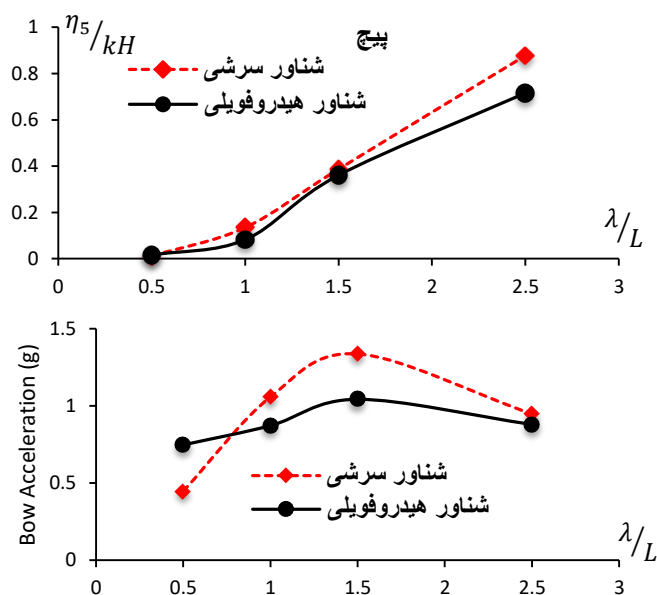 η₅/kH
پیچ
1
0.8
0.6
0.4
0.2
0
شناور سرشی
شناور هیدروفویلی
λ/L
0 0.5 1 1.5 2 2.5 3
Bow Acceleration (g)
1.5
1
0.5
0
شناور سرشی
شناور هیدروفویلی
λ/L
0 0.5 1 1.5 2 2.5 3